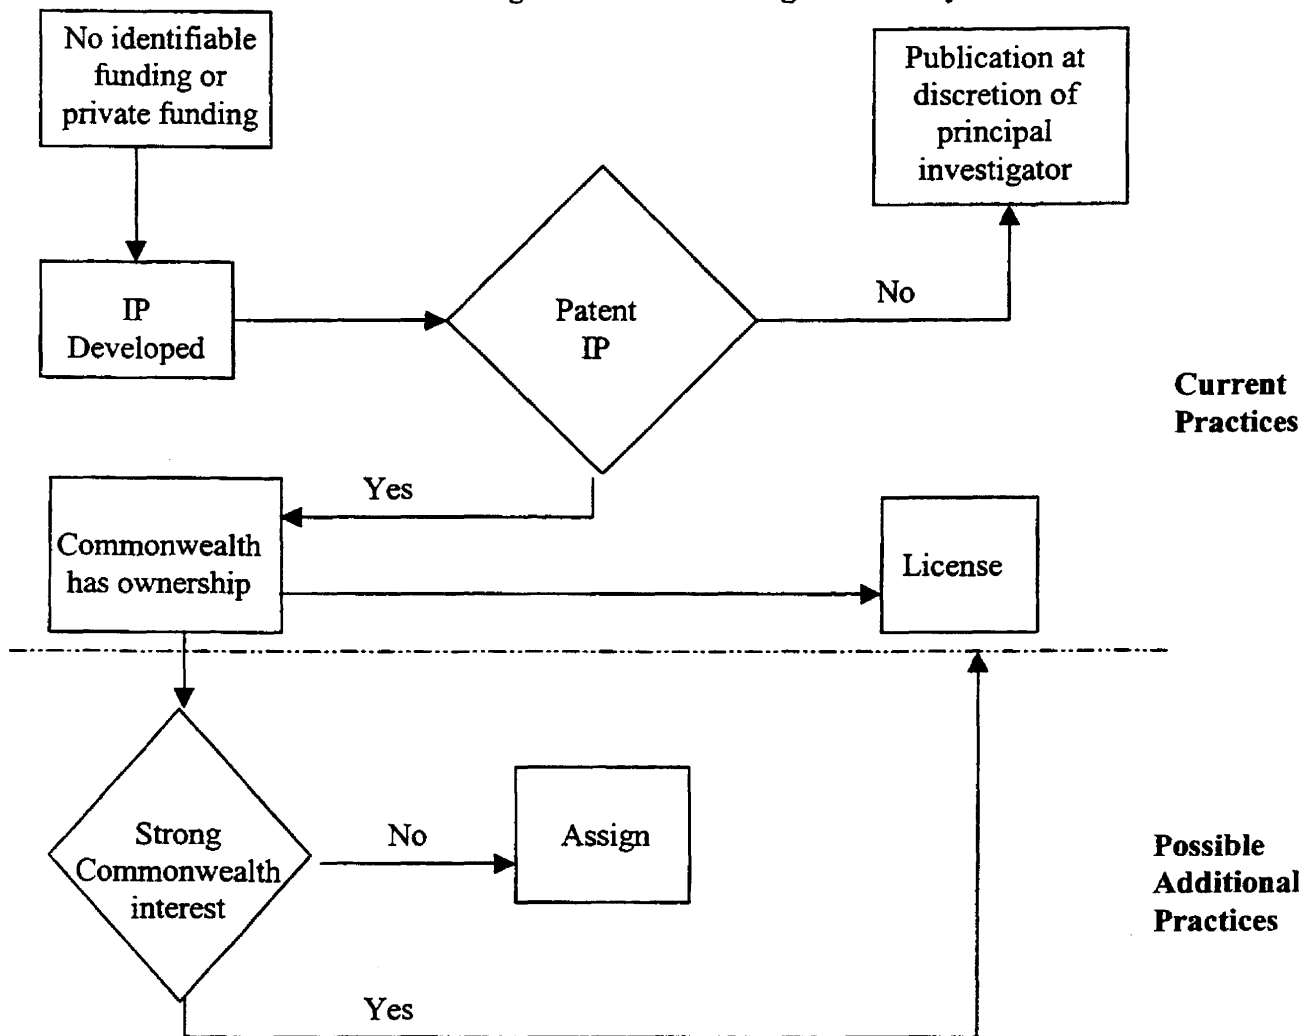 No identifiable
funding or
private funding
Publication at
discretion of
principal
investigator
IP
Developed
Patent
IP
No
Current
Practices
Yes
Commonwealth
has ownership
License
Strong
Commonwealth
interest
No
Assign
Possible
Additional
Practices
Yes